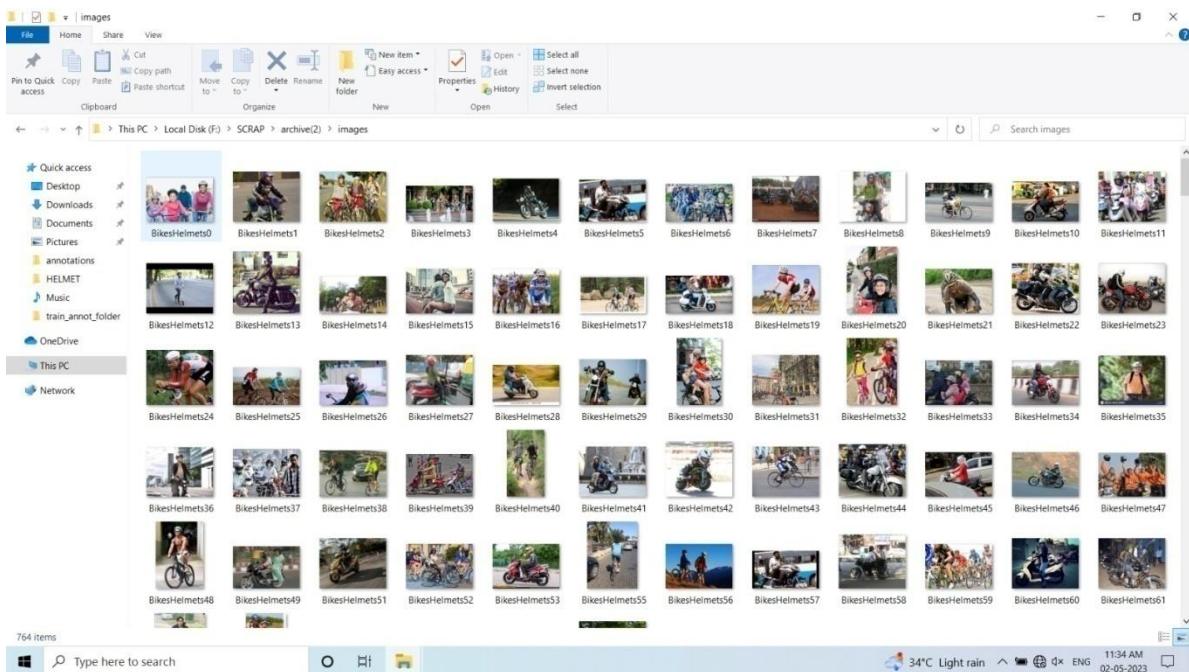 images
File Home Share View
Pin to Quick access
Copy
Paste
Cut
Copy path
Paste shortcut
Clipboard
Move to
Copy to
Delete
Rename
Organize
New folder
New item
Easy access
New
Properties
Open
Edit
History
Open
Select all
Select none
Invert selection
Select
This PC > Local Disk (F:) > SCRAP > archive(2) > images
Search images
Quick access
Desktop
Downloads
Documents
Pictures
annotations
HELMET
Music
train_annot_folder
OneDrive
This PC
Network
BikesHelmets0 BikesHelmets1 BikesHelmets2 BikesHelmets3 BikesHelmets4 BikesHelmets5 BikesHelmets6 BikesHelmets7 BikesHelmets8 BikesHelmets9 BikesHelmets10 BikesHelmets11
BikesHelmets12 BikesHelmets13 BikesHelmets14 BikesHelmets15 BikesHelmets16 BikesHelmets17 BikesHelmets18 BikesHelmets19 BikesHelmets20 BikesHelmets21 BikesHelmets22 BikesHelmets23
BikesHelmets24 BikesHelmets25 BikesHelmets26 BikesHelmets27 BikesHelmets28 BikesHelmets29 BikesHelmets30 BikesHelmets31 BikesHelmets32 BikesHelmets33 BikesHelmets34 BikesHelmets35
BikesHelmets36 BikesHelmets37 BikesHelmets38 BikesHelmets39 BikesHelmets40 BikesHelmets41 BikesHelmets42 BikesHelmets43 BikesHelmets44 BikesHelmets45 BikesHelmets46 BikesHelmets47
BikesHelmets48 BikesHelmets49 BikesHelmets51 BikesHelmets52 BikesHelmets53 BikesHelmets55 BikesHelmets56 BikesHelmets57 BikesHelmets58 BikesHelmets59 BikesHelmets60 BikesHelmets61
764 items
Type here to search
34°C Light rain
ENG
11:34 AM
02-05-2023